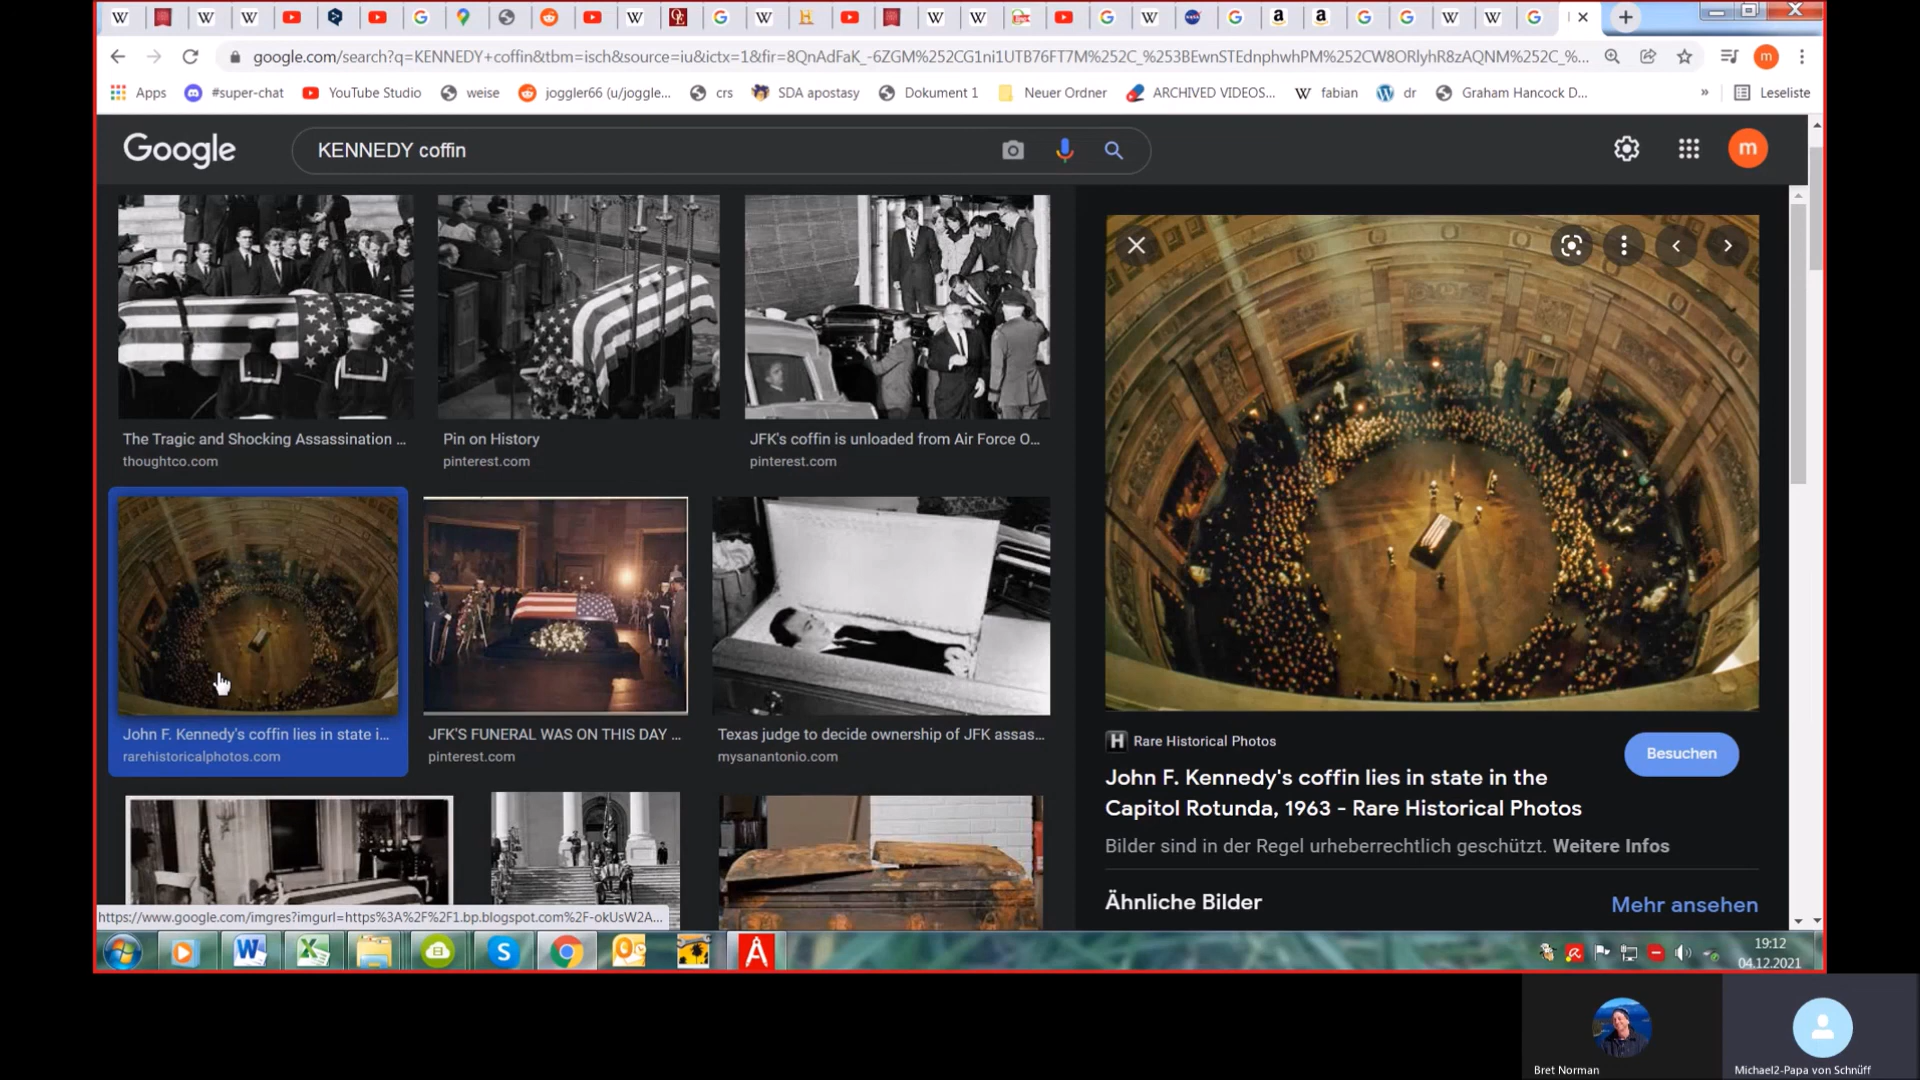 google.com/search?q=KENNEDY+coffin&tbm=isch&source=iu&ictx=1&fir=8QnAdFaK_-6ZGM%252CG1ni1UTB76FT7M%252C_%253BEwnSTEdnphwhPM%252CW8ORlyhR8zAQNM%252C_%...
m
Apps
#super-chat
YouTube Studio
weise
joggler66 (u/joggle...
crs
SDA apostasy
Dokument 1
Neuer Ordner
ARCHIVED VIDEOS...
fabian
dr
Graham Hancock D...
»
Leseliste
Google
KENNEDY coffin
m
The Tragic and Shocking Assassination ...
thoughtco.com
Pin on History
pinterest.com
JFK's coffin is unloaded from Air Force O...
pinterest.com
John F. Kennedy's coffin lies in state i...
rarehistoricalphotos.com
JFK'S FUNERAL WAS ON THIS DAY ...
pinterest.com
Texas judge to decide ownership of JFK assas...
mysanantonio.com
Rare Historical Photos
Besuchen
John F. Kennedy's coffin lies in state in the
Capitol Rotunda, 1963 - Rare Historical Photos
Bilder sind in der Regel urheberrechtlich geschützt. Weitere Infos
Ähnliche Bilder
Mehr ansehen
https://www.google.com/imgres?imgurl=https%3A%2F%2F1.bp.blogspot.com%2F-okUsW2A...
19:12
04.12.2021
Bret Norman
Michael2-Papa von Schnüff